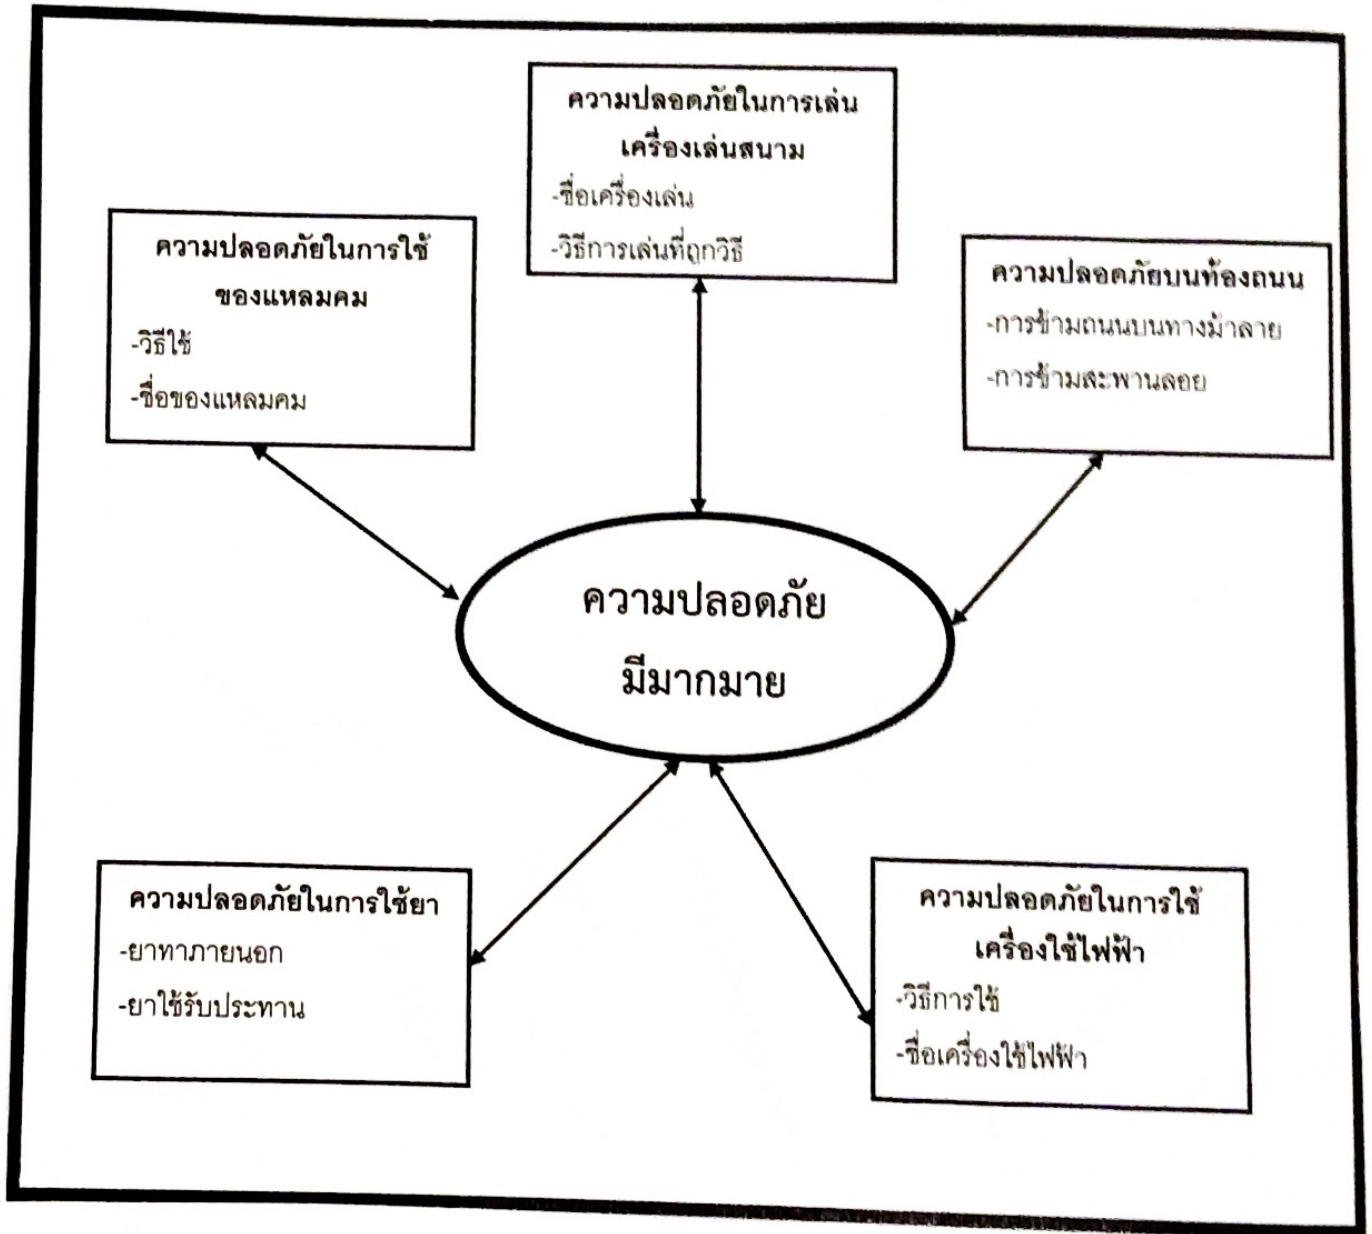 ความปลอดภัยในการเล่น
เครื่องเล่นสนาม
-ชื่อเครื่องเล่น
-วิธีการเล่นที่ถูกวิธี
ความปลอดภัยในการใช้
ของแหลมคม
-วิธีใช้
-ชื่อของแหลมคม
ความปลอดภัยบนท้องถนน
-การข้ามถนนบนทางม้าลาย
-การข้ามสะพานลอย
ความปลอดภัย
มีมากมาย
ความปลอดภัยในการใช้ยา
-ยาทาภายนอก
-ยาใช้รับประทาน
ความปลอดภัยในการใช้
เครื่องใช้ไฟฟ้า
-วิธีการใช้
-ชื่อเครื่องใช้ไฟฟ้า